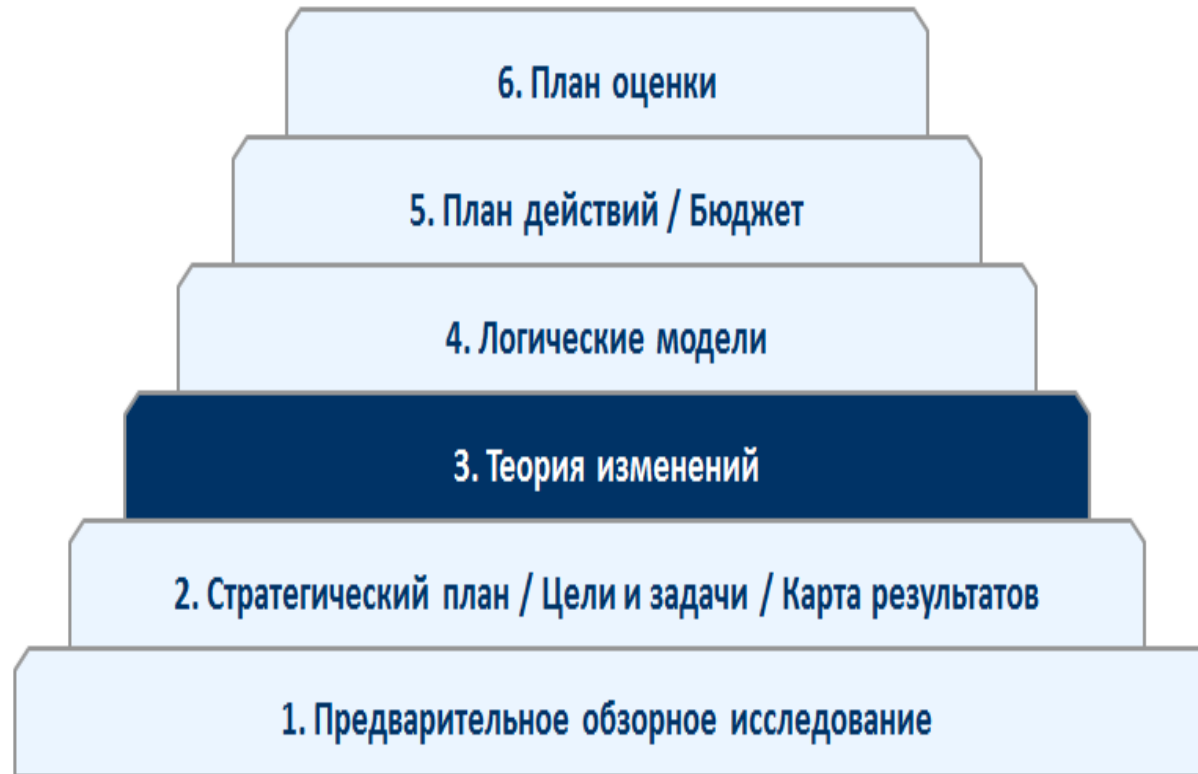 6. План оценки
5. План действий / Бюджет
4. Логические модели
3. Теория изменений
2. Стратегический план / Цели и задачи / Карта результатов
1. Предварительное обзорное исследование